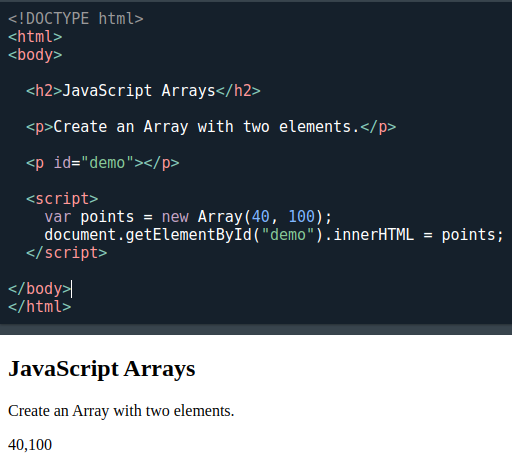 <!DOCTYPE html>
<html>
<body>
<h2>JavaScript Arrays</h2>
<p>Create an Array with two elements.</p>
<p id="demo"></p>
<script>
var points = new Array(40, 100);
document.getElementById("demo").innerHTML = points;
</script>
</body>
</html>
JavaScript Arrays
Create an Array with two elements.
40,100